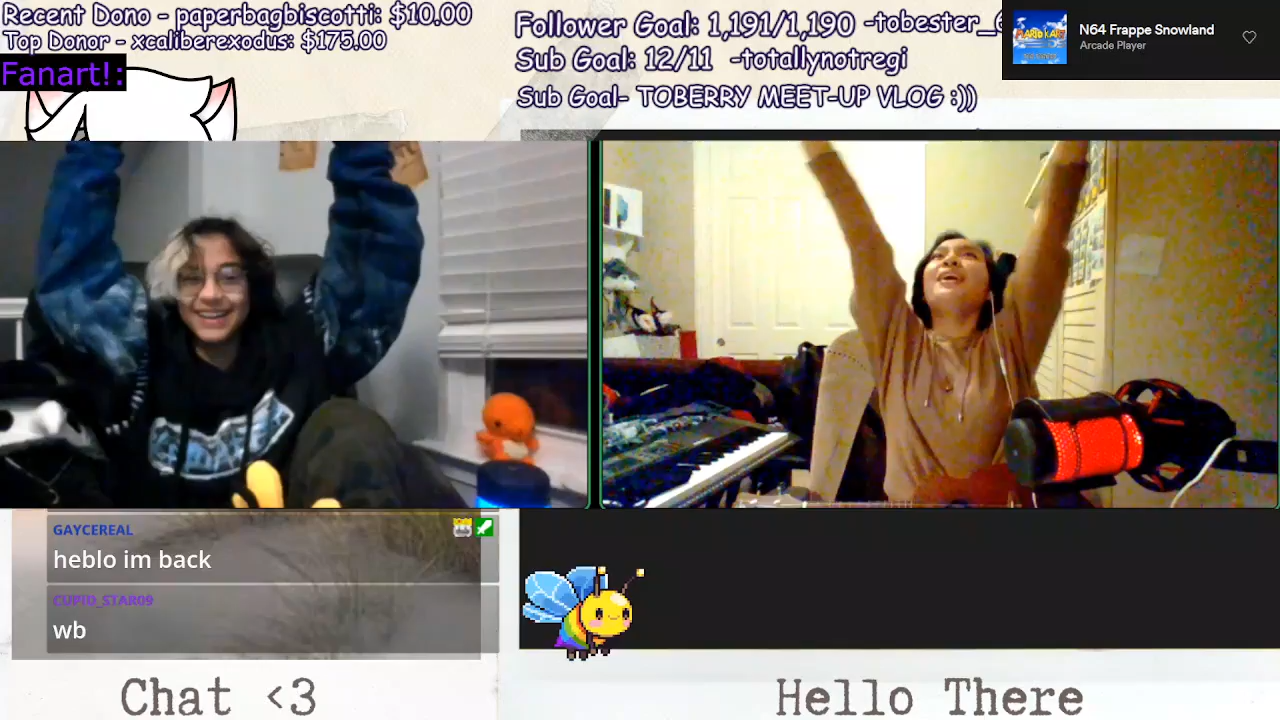 Recent Dono - paperbagbiscotti: $10.00
Top Donor - xcaliberexodus: $175.00
Fanart!:
Follower Goal: 1,191/1,190 -tobester_
Sub Goal: 12/11 -totallynotregi
Sub Goal- TOBERRY MEET-UP VLOG :))
N64 Frappe Snowland
Arcade Player
GAYCEREAL
heblo im back
CUPID_STAR09
wb
Chat <3
Hello There